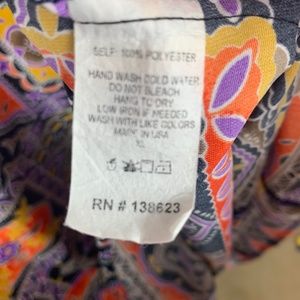 SELF: 100% POLYESTER
HAND WASH COLD WATER
DO NOT BLEACH
HANG TO DRY
LOW IRON IF NEEDED
WASH WITH LIKE COLORS
MADE IN USA
XL
RN # 138623